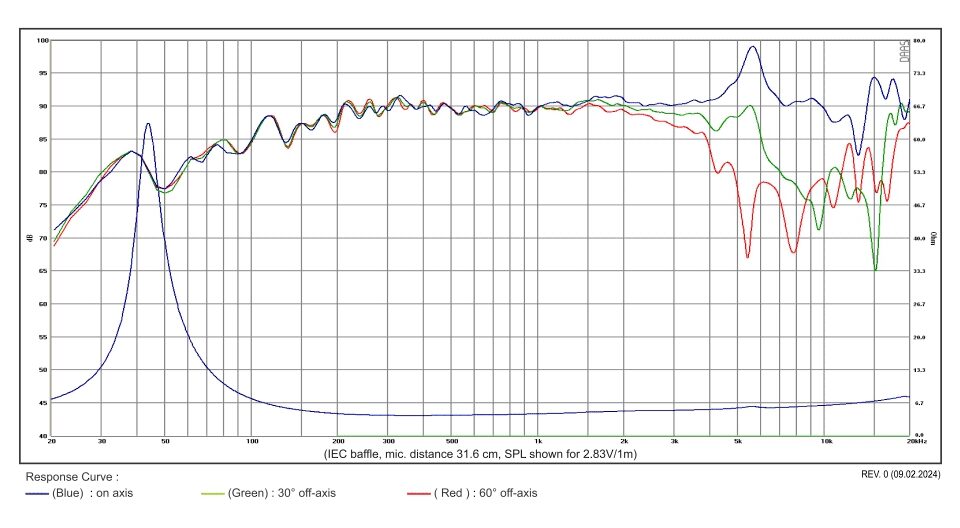 100 80.0
95 73.3
90 66.7
85 60.0
80 53.3
75 46.7
70 40.0
dB Ohm
65 33.3
60 26.7
55 20.0
50 13.3
45 6.7
40 0.0
20 30 50 100 200 300 500 1k 2k 3k 5k 10k 20kHz
DAAS
(IEC baffle, mic. distance 31.6 cm, SPL shown for 2.83V/1m)
Response Curve :
REV. 0 (09.02.2024)
(Blue) : on axis (Green) : 30° off-axis ( Red ) : 60° off-axis